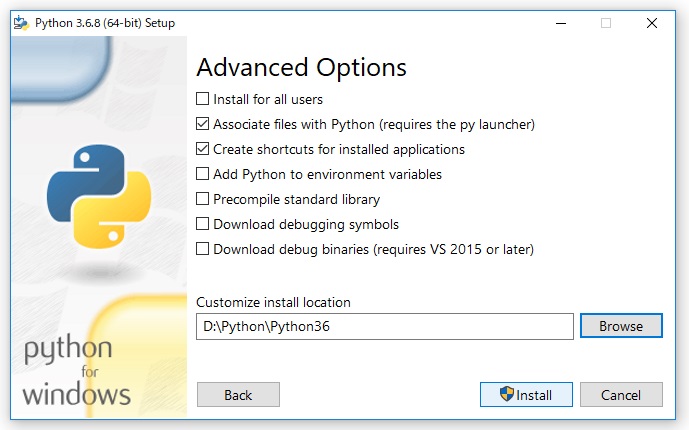 Python 3.6.8 (64-bit) Setup
Advanced Options
Install for all users
Associate files with Python (requires the py launcher)
Create shortcuts for installed applications
Add Python to environment variables
Precompile standard library
Download debugging symbols
Download debug binaries (requires VS 2015 or later)
Customize install location
D:\Python\Python36
Browse
python
for
windows
Back
Install
Cancel